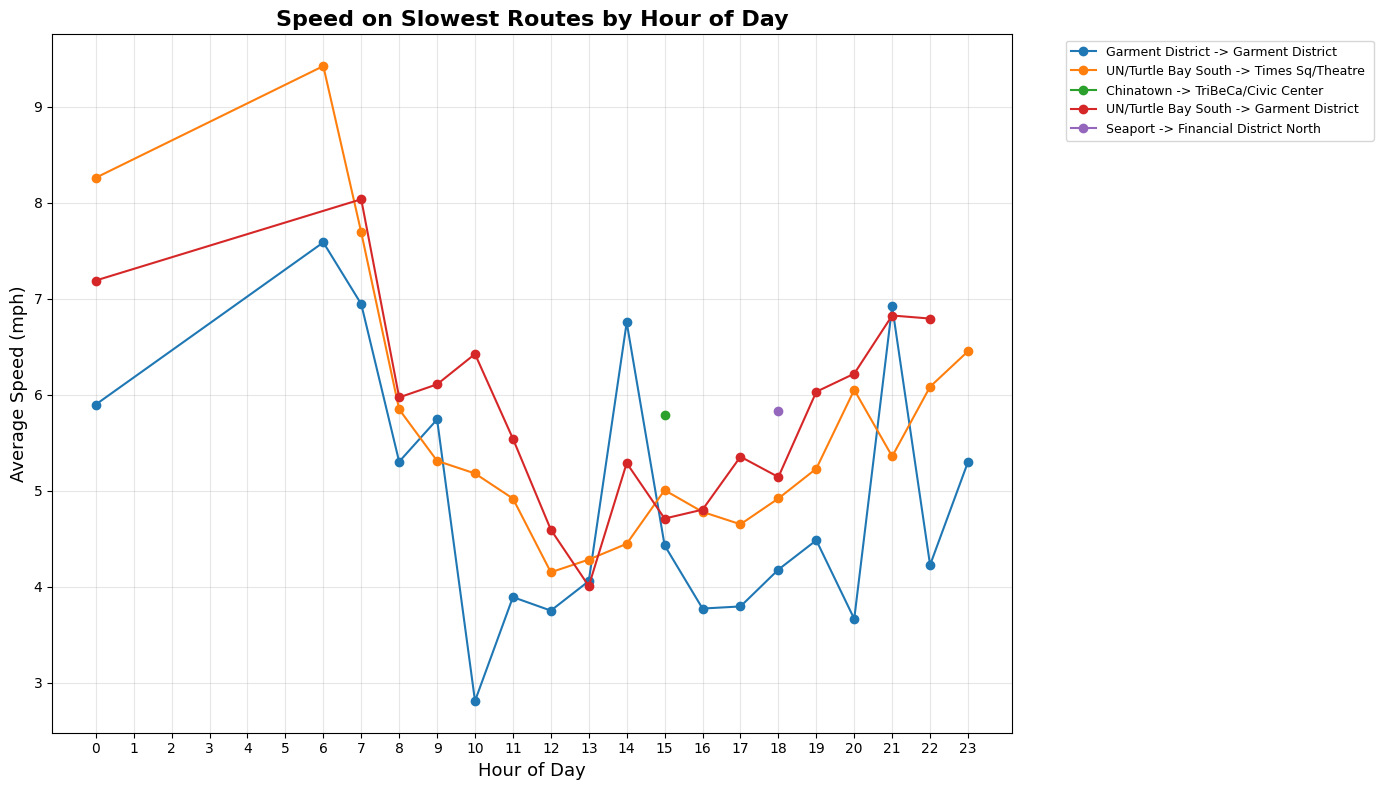 Speed on Slowest Routes by Hour of Day
Garment District -> Garment District
UN/Turtle Bay South -> Times Sq/Theatre
Chinatown -> TriBeCa/Civic Center
UN/Turtle Bay South -> Garment District
Seaport -> Financial District North
Average Speed (mph)
9
8
7
6
5
4
3
0 1 2 3 4 5 6 7 8 9 10 11 12 13 14 15 16 17 18 19 20 21 22 23
Hour of Day